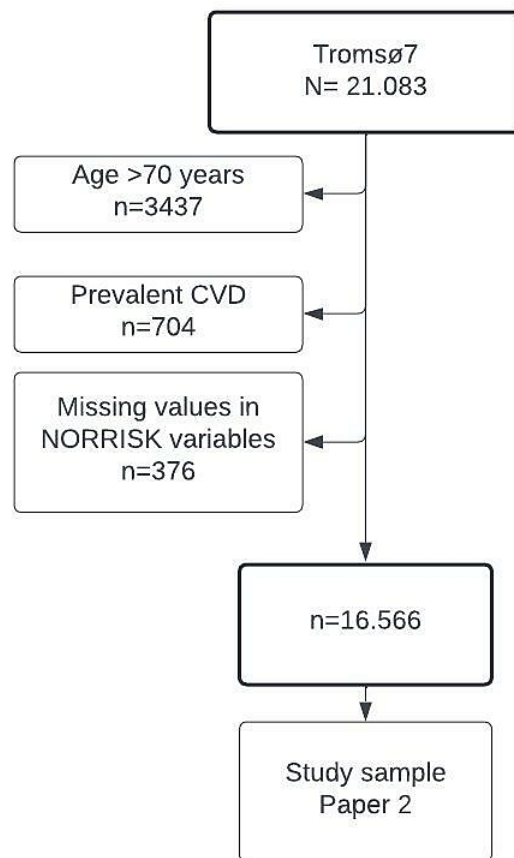 Tromsø7
N= 21.083
Age >70 years
n=3437
Prevalent CVD
n=704
Missing values in
NORRISK variables
n=376
n=16.566
Study sample
Paper 2